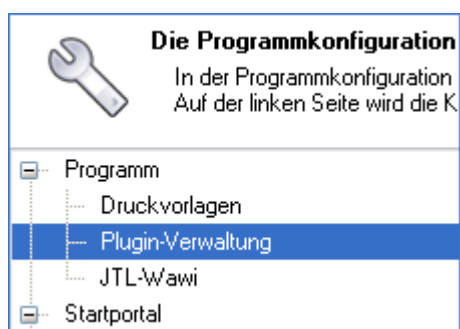 Die Programmkonfiguration
In der Programmkonfiguration
Auf der linken Seite wird die K
Programm
Druckvorlagen
Plugin-Verwaltung
JTL-Wawi
Startportal